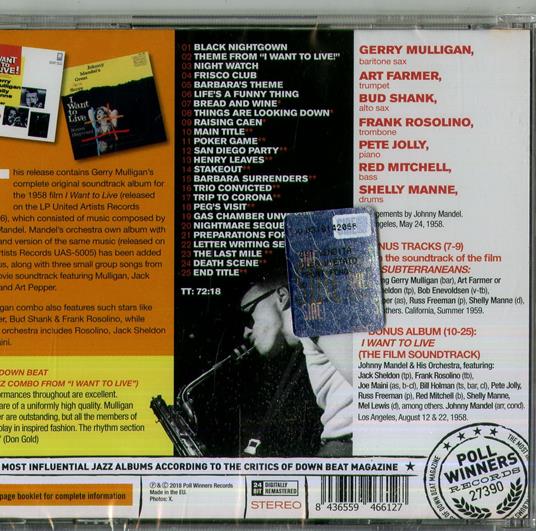 WANT TO
LIVE!
Johnny
Mandel's
Great
I Want
to Live
01 BLACK NIGHTGOWN
02 THEME FROM "I WANT TO LIVE!"
03 NIGHT WATCH
04 FRISCO CLUB
05 BARBARA'S THEME
06 LIFE'S A FUNNY THING
07 BREAD AND WINE*
08 THINGS ARE LOOKING DOWN*
09 RAISING CAEN*
10 MAIN TITLE**
11 POKER GAME**
12 SAN DIEGO PARTY**
13 HENRY LEAVES**
14 STAKEOUT**
15 BARBARA SURRENDERS**
16 TRIO CONVICTED**
17 TRIP TO CORONA**
18 PEG'S VISIT**
19 GAS CHAMBER UNV
20 NIGHTMARE SEQUE
21 PREPARATIONS FOR
22 LETTER WRITING SE
23 THE LAST MILE**
24 DEATH SCENE**
25 END TITLE**
TT: 72:18
GERRY MULLIGAN,
baritone sax
ART FARMER,
trumpet
BUD SHANK,
alto sax
FRANK ROSOLINO,
trombone
PETE JOLLY,
piano
RED MITCHELL,
bass
SHELLY MANNE,
drums
ngements by Johnny Mandel.
ngeles, May 24, 1958.
NUS TRACKS (7-9)
the soundtrack of the film
SUBTERRANEANS:
ing Gerry Mulligan (bar), Art Farmer or
eldon (tp), Bob Enevoldsen (v-tb),
per (as), Russ Freeman (p), Shelly Manne (d),
others. California, Summer 1959.
BONUS ALBUM (10-25):
I WANT TO LIVE
(THE FILM SOUNDTRACK)
Johnny Mandel & His Orchestra, featuring:
Jack Sheldon (tp), Frank Rosolino (tb),
Joe Maini (as, b-cl), Bill Holman (ts, bar, cl), Pete Jolly,
Russ Freeman (p), Red Mitchell (b), Shelly Manne,
Mel Lewis (d), among others. Johnny Mandel (arr, cond).
Los Angeles, August 12 & 22, 1958.
his release contains Gerry Mulligan's
complete original soundtrack album for
the 1958 film I Want to Live (released
on the LP United Artists Records
6), which consisted of music composed by
Mandel. Mandel's orchestra own album with
and version of the same music (released on
Artists Records UAS-5005) has been added
us, along with three small group songs from
ovie soundtrack featuring Mulligan, Jack
and Art Pepper.
igan combo also features such stars like
er, Bud Shank & Frank Rosolino, while
orchestra includes Rosolino, Jack Sheldon
ini.
DOWN BEAT
Z COMBO FROM "I WANT TO LIVE")
ormances throughout are excellent.
are of a uniformly high quality. Mulligan
er are outstanding, but all the members of
play in inspired fashion. The rhythm section
(Don Gold)
MOST INFLUENTIAL JAZZ ALBUMS ACCORDING TO THE CRITICS OF DOWN BEAT MAGAZINE ★
page booklet for complete information
℗ & © 2018 Poll Winners Records
Made in the EU.
Photos: X.
24 BIT DIGITALLY REMASTERED
STEREO
8 436559 466127
POLL
WINNERS
RECORDS
27390
OF DOWN BEAT MAGAZINE